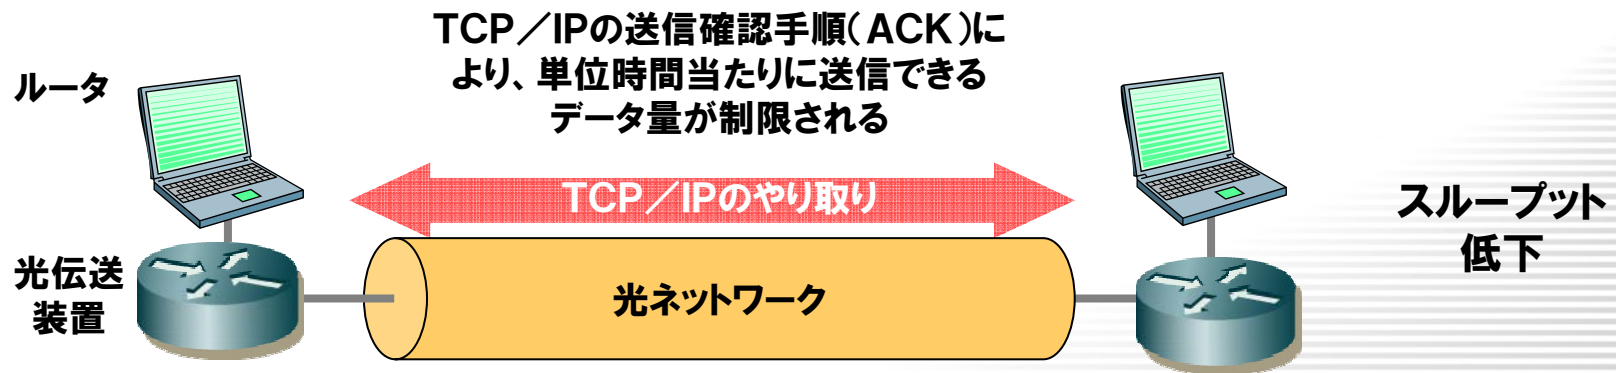 TCP／IPの送信確認手順（ACK）に
より、単位時間当たりに送信できる
データ量が制限される
ルータ
TCP／IPのやり取り
スループット
低下
光伝送
装置
光ネットワーク